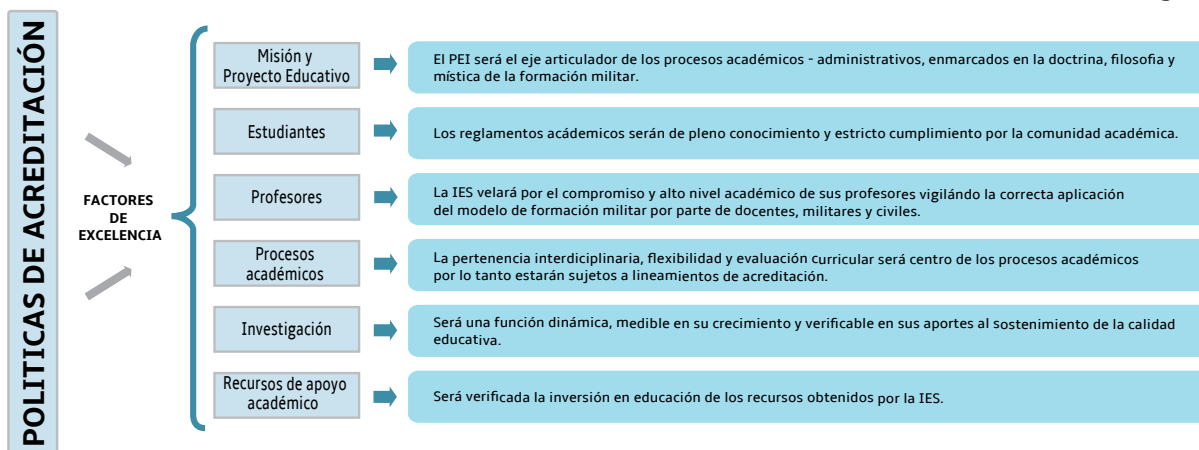 POLITICAS DE ACREDITACIÓN
FACTORES
DE
EXCELENCIA
Misión y
Proyecto Educativo
El PEI será el eje articulador de los procesos académicos - administrativos, enmarcados en la doctrina, filosofia y
mística de la formación militar.
Estudiantes
Los reglamentos acádemicos serán de pleno conocimiento y estricto cumplimiento por la comunidad académica.
Profesores
La IES velará por el compromiso y alto nivel académico de sus profesores vigilándo la correcta aplicación
del modelo de formación militar por parte de docentes, militares y civiles.
Procesos
académicos
La pertenencia interdiciplinaria, flexibilidad y evaluación curricular será centro de los procesos académicos
por lo tanto estarán sujetos a lineamientos de acreditación.
Investigación
Será una función dinámica, medible en su crecimiento y verificable en sus aportes al sostenimiento de la calidad
educativa.
Recursos de apoyo
académico
Será verificada la inversión en educación de los recursos obtenidos por la IES.